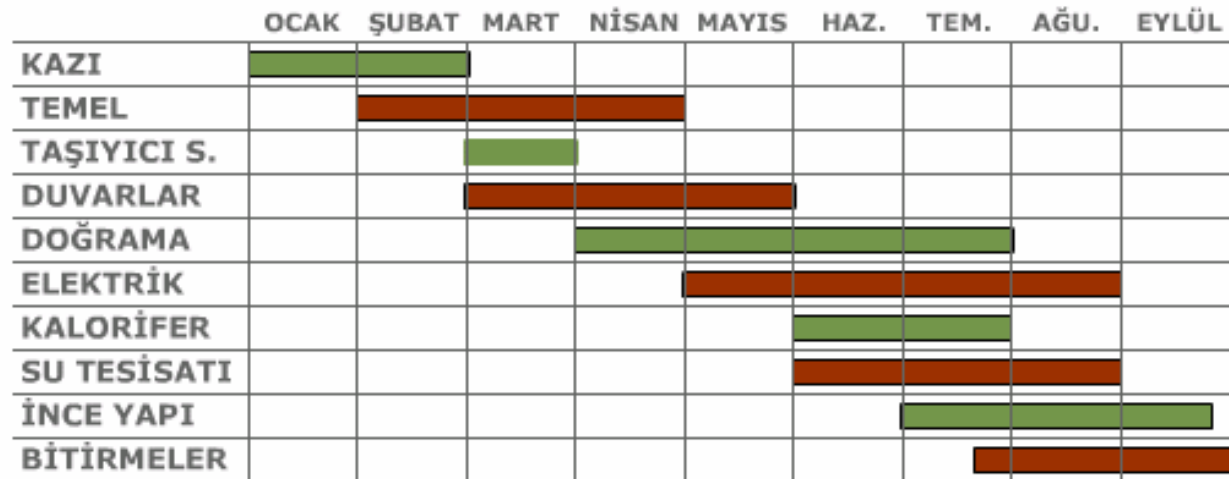 OCAK ŞUBAT MART NİSAN MAYIS HAZ. TEM. AĞU. EYLÜL
KAZI
TEMEL
TAŞIYICI S.
DUVARLAR
DOĞRAMA
ELEKTRİK
KALORİFER
SU TESİSATI
İNCE YAPI
BİTİRMELER